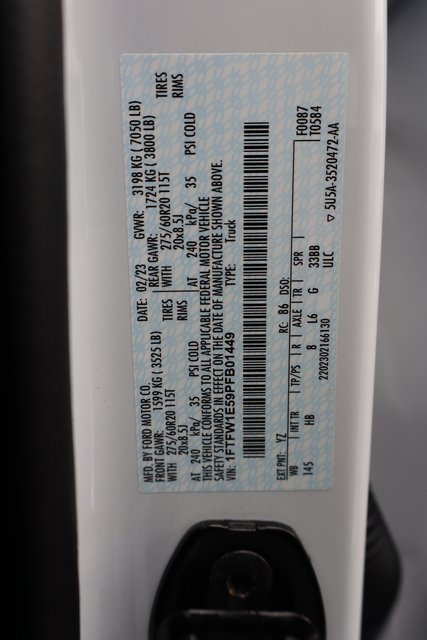 MFD. BY FORD MOTOR CO. DATE: 02/23 GVWR: 3198 KG ( 7050 LB)
FRONT GAWR: 1599 KG ( 3525 LB) REAR GAWR: 1724 KG ( 3800 LB)
WITH 275/60R20 115T TIRES WITH 275/60R20 115T TIRES
20x8.5J RIMS 20x8.5J RIMS
AT 240 kPa/ 35 PSI COLD AT 240 kPa/ 35 PSI COLD
THIS VEHICLE CONFORMS TO ALL APPLICABLE FEDERAL MOTOR VEHICLE
SAFETY STANDARDS IN EFFECT ON THE DATE OF MANUFACTURE SHOWN ABOVE.
VIN: 1FTFW1E59PFB01449 TYPE: Truck
EXT PNT: YZ RC: 86 DSO: F0087
WB INT TR TP/PS R AXLE TR SPR T0584
145 HB 8 L6 G 33BB
2202302166130 ULC ▽ 5U5A-3520472-AA